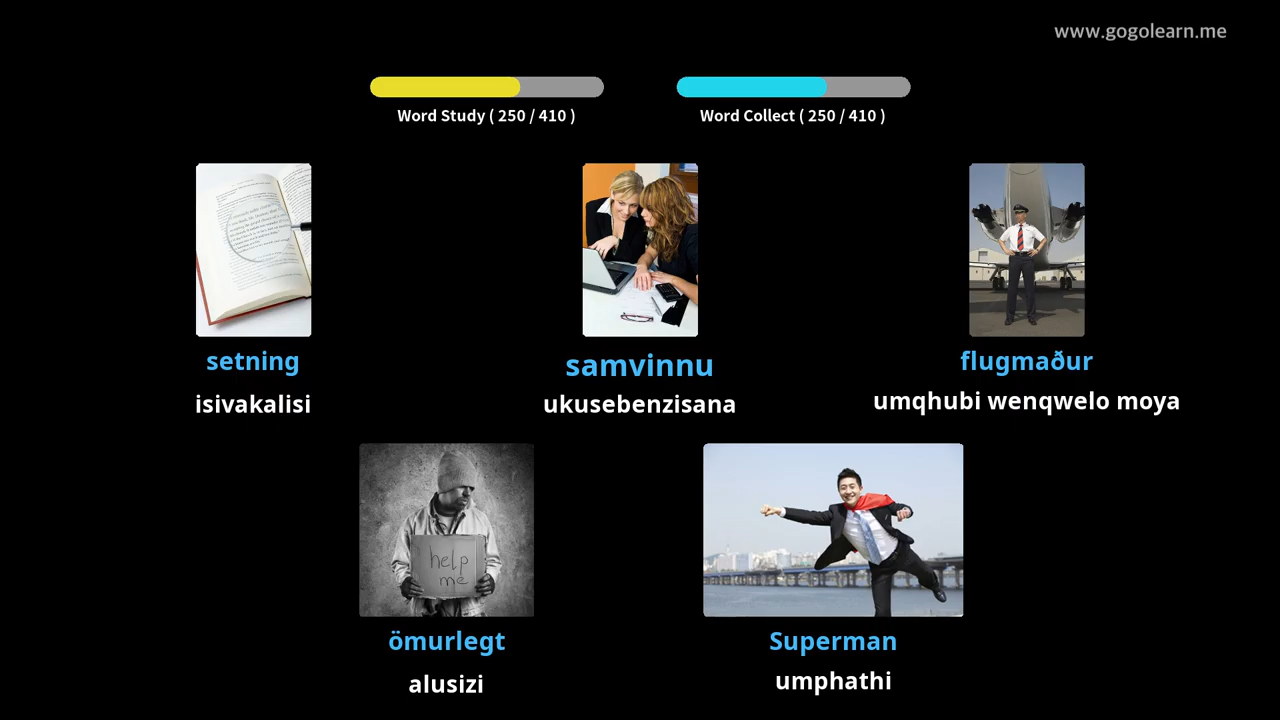 www.gogolearn.me
Word Study ( 250 / 410 )
Word Collect ( 250 / 410 )
setning
isivakalisi
samvinnu
ukusebenzisana
flugmaður
umqhubi wenqwelo moya
help
me
ömurlegt
alusizi
Superman
umphathi